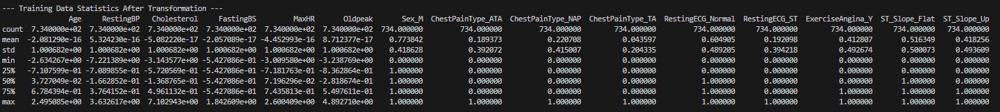 --- Training Data Statistics After Transformation ---
Age RestingBP Cholesterol FastingBS MaxHR Oldpeak Sex_M ChestPainType_ATA ChestPainType_NAP ChestPainType_TA RestingECG_Normal RestingECG_ST ExerciseAngina_Y ST_Slope_Flat ST_Slope_Up
count 7.340000e+02 7.340000e+02 7.340000e+02 7.340000e+02 7.340000e+02 7.340000e+02 734.000000 734.000000 734.000000 734.000000 734.000000 734.000000 734.000000 734.000000 734.000000
mean -2.081290e-16 5.324230e-16 -5.082220e-17 -2.057089e-17 -4.452993e-16 8.712377e-17 0.773842 0.189373 0.220708 0.043597 0.604905 0.192098 0.412807 0.516349 0.418256
std 1.000682e+00 1.000682e+00 1.000682e+00 1.000682e+00 1.000682e+00 1.000682e+00 0.418628 0.392072 0.415007 0.204335 0.489205 0.394218 0.492674 0.500073 0.493609
min -2.634267e+00 -7.221389e+00 -3.143577e+00 -5.427086e-01 -3.009580e+00 -3.238769e+00 0.000000 0.000000 0.000000 0.000000 0.000000 0.000000 0.000000 0.000000 0.000000
25% -7.107599e-01 -7.089855e-01 -5.720569e-01 -5.427086e-01 -7.181763e-01 -8.362864e-01 1.000000 0.000000 0.000000 0.000000 0.000000 0.000000 0.000000 0.000000 0.000000
50% 3.727049e-02 -1.662852e-01 -1.368765e-01 -5.427086e-01 7.196296e-02 -2.818674e-01 1.000000 0.000000 0.000000 0.000000 1.000000 0.000000 0.000000 1.000000 0.000000
75% 6.784394e-01 3.764152e-01 4.961132e-01 -5.427086e-01 7.435813e-01 5.497611e-01 1.000000 0.000000 0.000000 0.000000 1.000000 0.000000 1.000000 1.000000 1.000000
max 2.495085e+00 3.632617e+00 7.102943e+00 1.842609e+00 2.600409e+00 4.892710e+00 1.000000 1.000000 1.000000 1.000000 1.000000 1.000000 1.000000 1.000000 1.000000